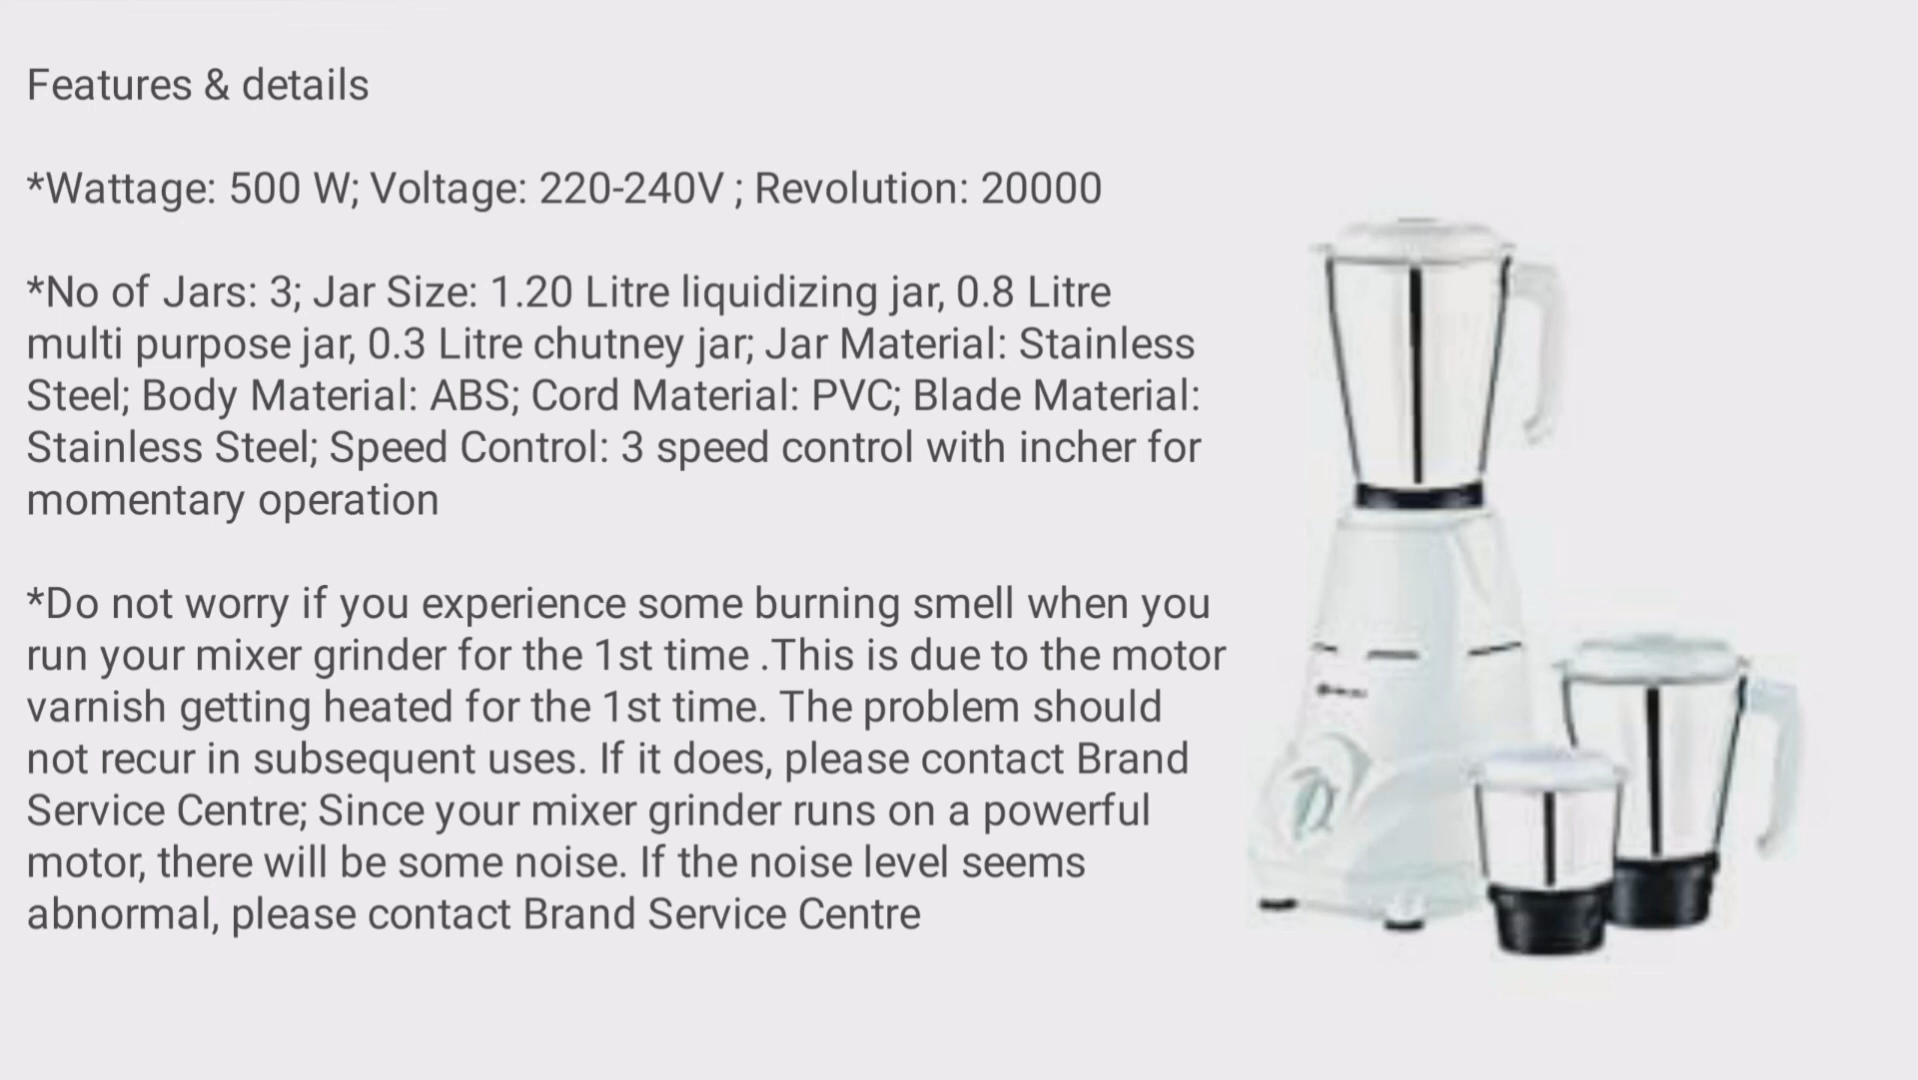 Features & details
*Wattage: 500 W; Voltage: 220-240V ; Revolution: 20000
*No of Jars: 3; Jar Size: 1.20 Litre liquidizing jar, 0.8 Litre
multi purpose jar, 0.3 Litre chutney jar; Jar Material: Stainless
Steel; Body Material: ABS; Cord Material: PVC; Blade Material:
Stainless Steel; Speed Control: 3 speed control with incher for
momentary operation
*Do not worry if you experience some burning smell when you
run your mixer grinder for the 1st time .This is due to the motor
varnish getting heated for the 1st time. The problem should
not recur in subsequent uses. If it does, please contact Brand
Service Centre; Since your mixer grinder runs on a powerful
motor, there will be some noise. If the noise level seems
abnormal, please contact Brand Service Centre